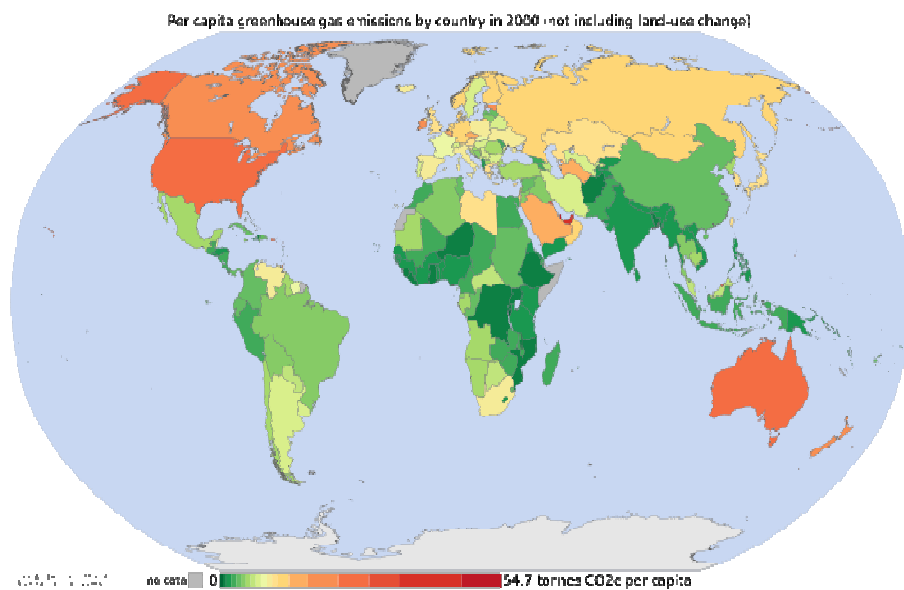 Per capita greenhouse gas emissions by country in 2000 (not including land-use change)
no data 0 54.7 tonnes CO2e per capita